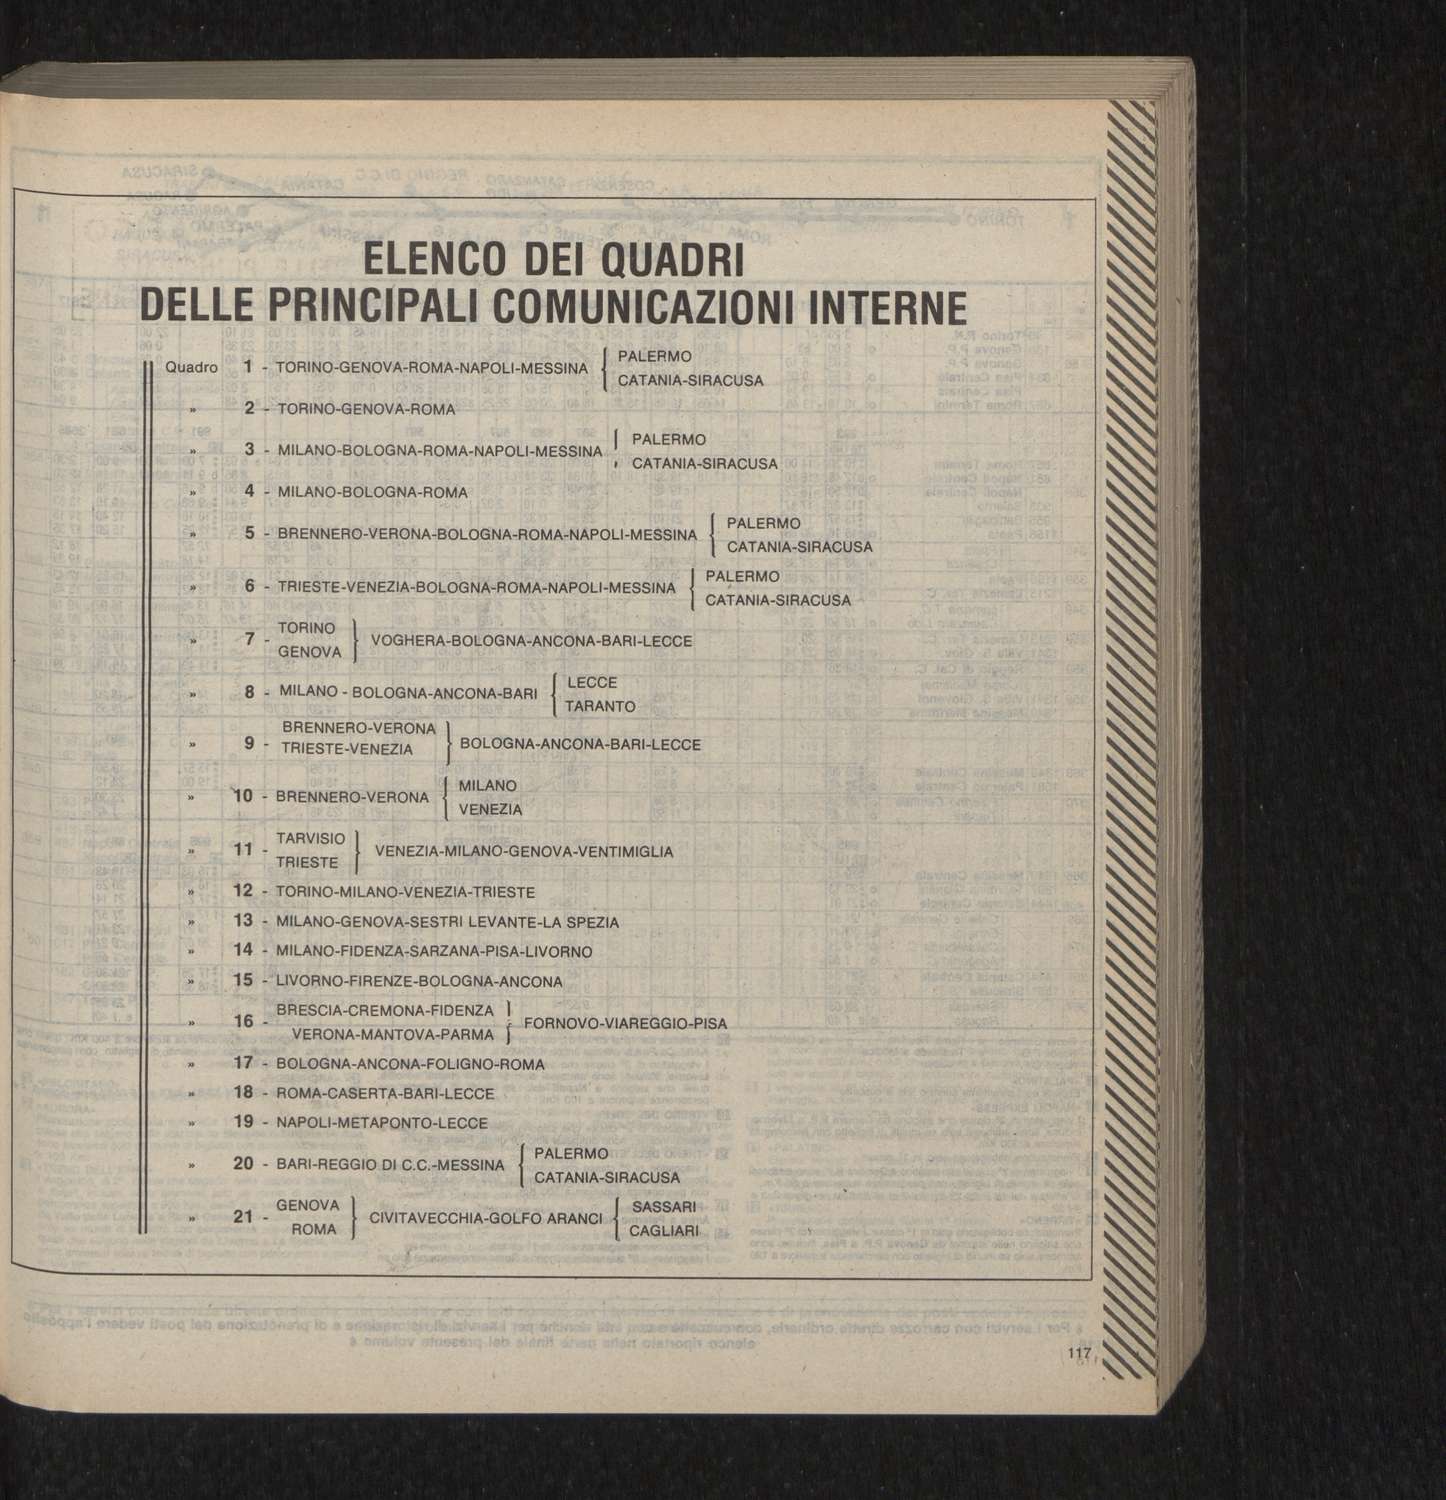 ELENCO DEI QUADRI
DELLE PRINCIPALI COMUNICAZIONI INTERNE
Quadro 1 - TORINO-GENOVA-ROMA-NAPOLI-MESSINA { PALERMO
CATANIA-SIRACUSA
» 2 - TORINO-GENOVA-ROMA
» 3 - MILANO-BOLOGNA-ROMA-NAPOLI-MESSINA { PALERMO
CATANIA-SIRACUSA
» 4 - MILANO-BOLOGNA-ROMA
» 5 - BRENNERO-VERONA-BOLOGNA-ROMA-NAPOLI-MESSINA { PALERMO
CATANIA-SIRACUSA
» 6 - TRIESTE-VENEZIA-BOLOGNA-ROMA-NAPOLI-MESSINA { PALERMO
CATANIA-SIRACUSA
» 7 - TORINO
GENOVA } VOGHERA-BOLOGNA-ANCONA-BARI-LECCE
» 8 - MILANO - BOLOGNA-ANCONA-BARI { LECCE
TARANTO
» 9 - BRENNERO-VERONA
TRIESTE-VENEZIA } BOLOGNA-ANCONA-BARI-LECCE
» 10 - BRENNERO-VERONA { MILANO
VENEZIA
» 11 - TARVISIO
TRIESTE } VENEZIA-MILANO-GENOVA-VENTIMIGLIA
» 12 - TORINO-MILANO-VENEZIA-TRIESTE
» 13 - MILANO-GENOVA-SESTRI LEVANTE-LA SPEZIA
» 14 - MILANO-FIDENZA-SARZANA-PISA-LIVORNO
» 15 - LIVORNO-FIRENZE-BOLOGNA-ANCONA
» 16 - BRESCIA-CREMONA-FIDENZA
VERONA-MANTOVA-PARMA } FORNOVO-VIAREGGIO-PISA
» 17 - BOLOGNA-ANCONA-FOLIGNO-ROMA
» 18 - ROMA-CASERTA-BARI-LECCE
» 19 - NAPOLI-METAPONTO-LECCE
» 20 - BARI-REGGIO DI C.C.-MESSINA { PALERMO
CATANIA-SIRACUSA
» 21 - GENOVA
ROMA } CIVITAVECCHIA-GOLFO ARANCI { SASSARI
CAGLIARI
117